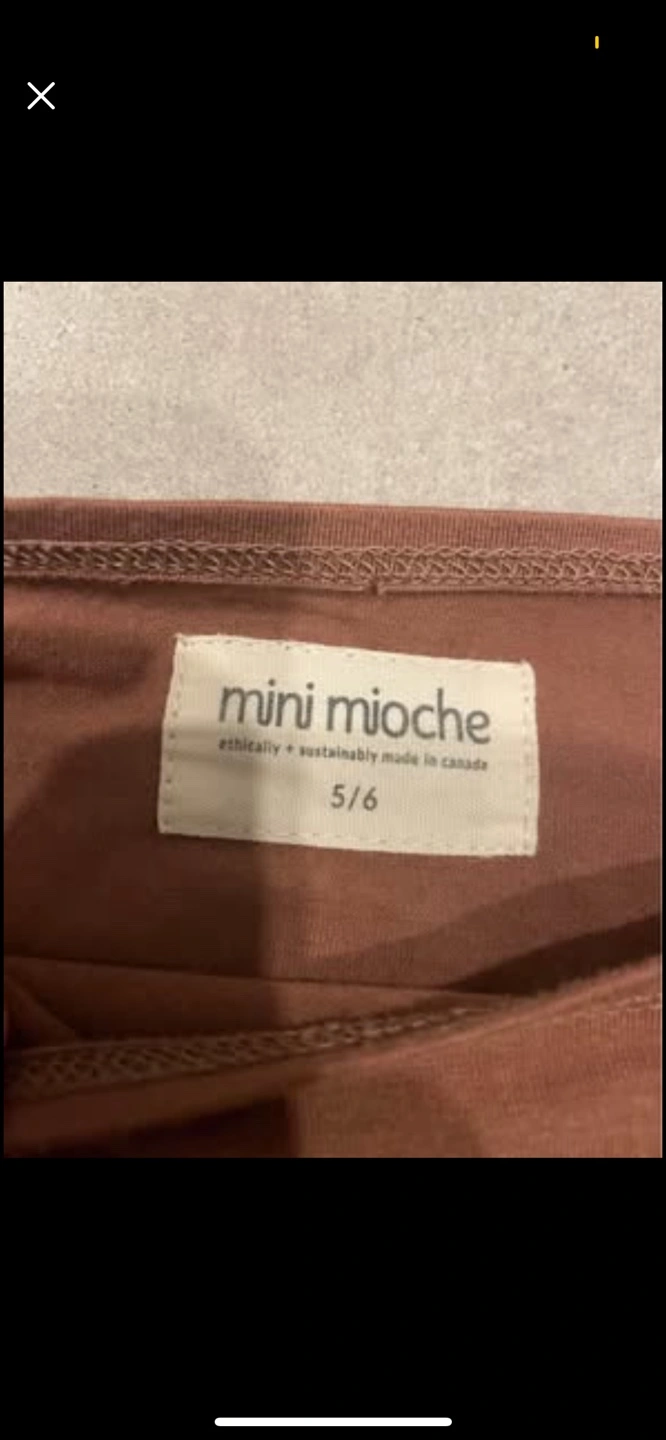 mini mioche
ethically + sustainably made in canada
5/6